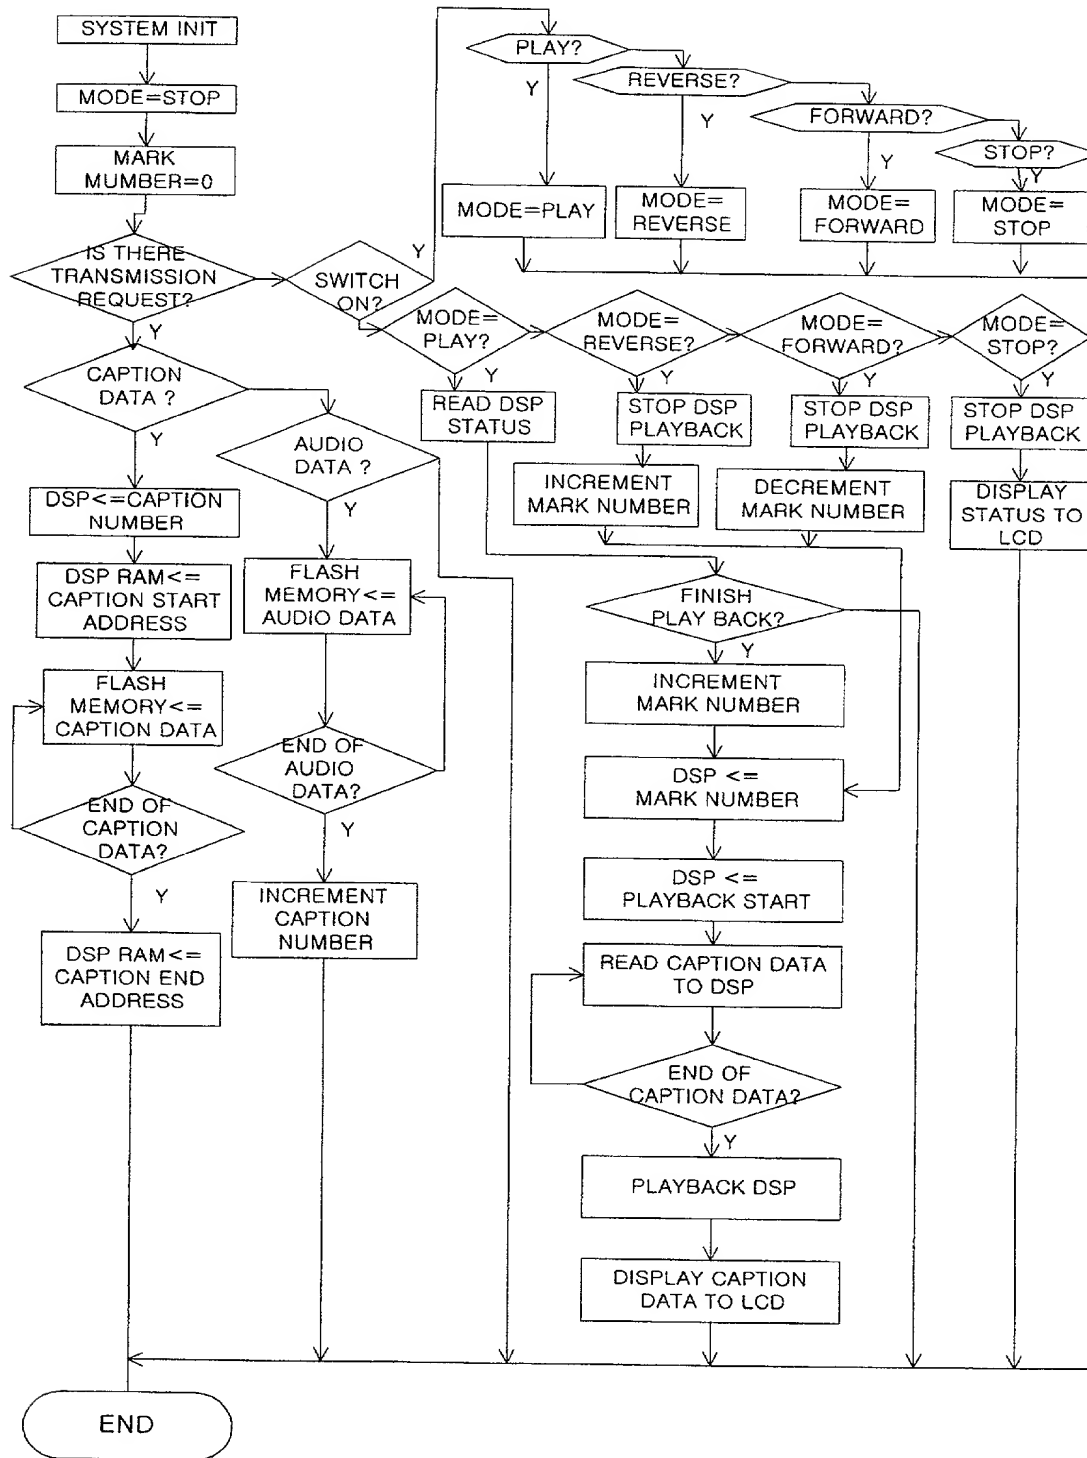 SYSTEM INIT
MODE=STOP
MARK
MUMBER=0
IS THERE
TRANSMISSION
REQUEST?
Y
SWITCH
ON?
Y
PLAY?
Y
REVERSE?
Y
FORWARD?
Y
STOP?
Y
MODE=PLAY
MODE=
REVERSE
MODE=
FORWARD
MODE=
STOP
MODE=
PLAY?
Y
MODE=
REVERSE?
Y
MODE=
FORWARD?
Y
MODE=
STOP?
Y
CAPTION
DATA ?
Y
DSP<=CAPTION
NUMBER
DSP RAM<=
CAPTION START
ADDRESS
FLASH
MEMORY<=
CAPTION DATA
END OF
CAPTION
DATA?
Y
DSP RAM<=
CAPTION END
ADDRESS
AUDIO
DATA ?
Y
FLASH
MEMORY<=
AUDIO DATA
END OF
AUDIO
DATA?
Y
INCREMENT
CAPTION
NUMBER
READ DSP
STATUS
STOP DSP
PLAYBACK
INCREMENT
MARK NUMBER
STOP DSP
PLAYBACK
DECREMENT
MARK NUMBER
STOP DSP
PLAYBACK
DISPLAY
STATUS TO
LCD
FINISH
PLAY BACK?
Y
INCREMENT
MARK NUMBER
DSP <=
MARK NUMBER
DSP <=
PLAYBACK START
READ CAPTION DATA
TO DSP
END OF
CAPTION DATA?
Y
PLAYBACK DSP
DISPLAY CAPTION
DATA TO LCD
END